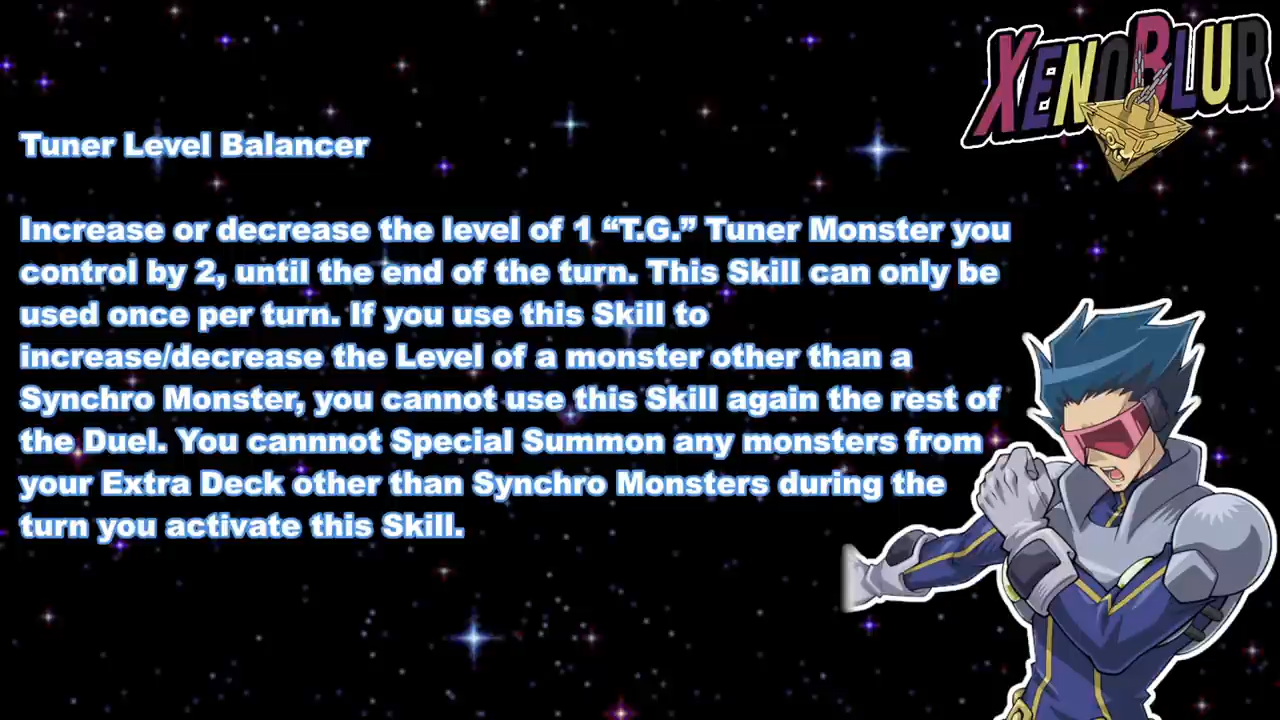 XENOBLUR
Tuner Level Balancer
Increase or decrease the level of 1 “T.G.” Tuner Monster you
control by 2, until the end of the turn. This Skill can only be
used once per turn. If you use this Skill to
increase/decrease the Level of a monster other than a
Synchro Monster, you cannot use this Skill again the rest of
the Duel. You cannnot Special Summon any monsters from
your Extra Deck other than Synchro Monsters during the
turn you activate this Skill.